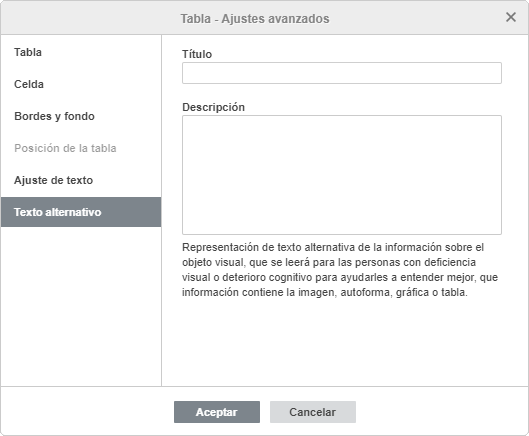 Tabla - Ajustes avanzados
Tabla
Celda
Bordes y fondo
Posición de la tabla
Ajuste de texto
Texto alternativo
Título
Descripción
Representación de texto alternativa de la información sobre el
objeto visual, que se leerá para las personas con deficiencia
visual o deterioro cognitivo para ayudarles a entender mejor, que
información contiene la imagen, autoforma, gráfica o tabla.
Aceptar
Cancelar